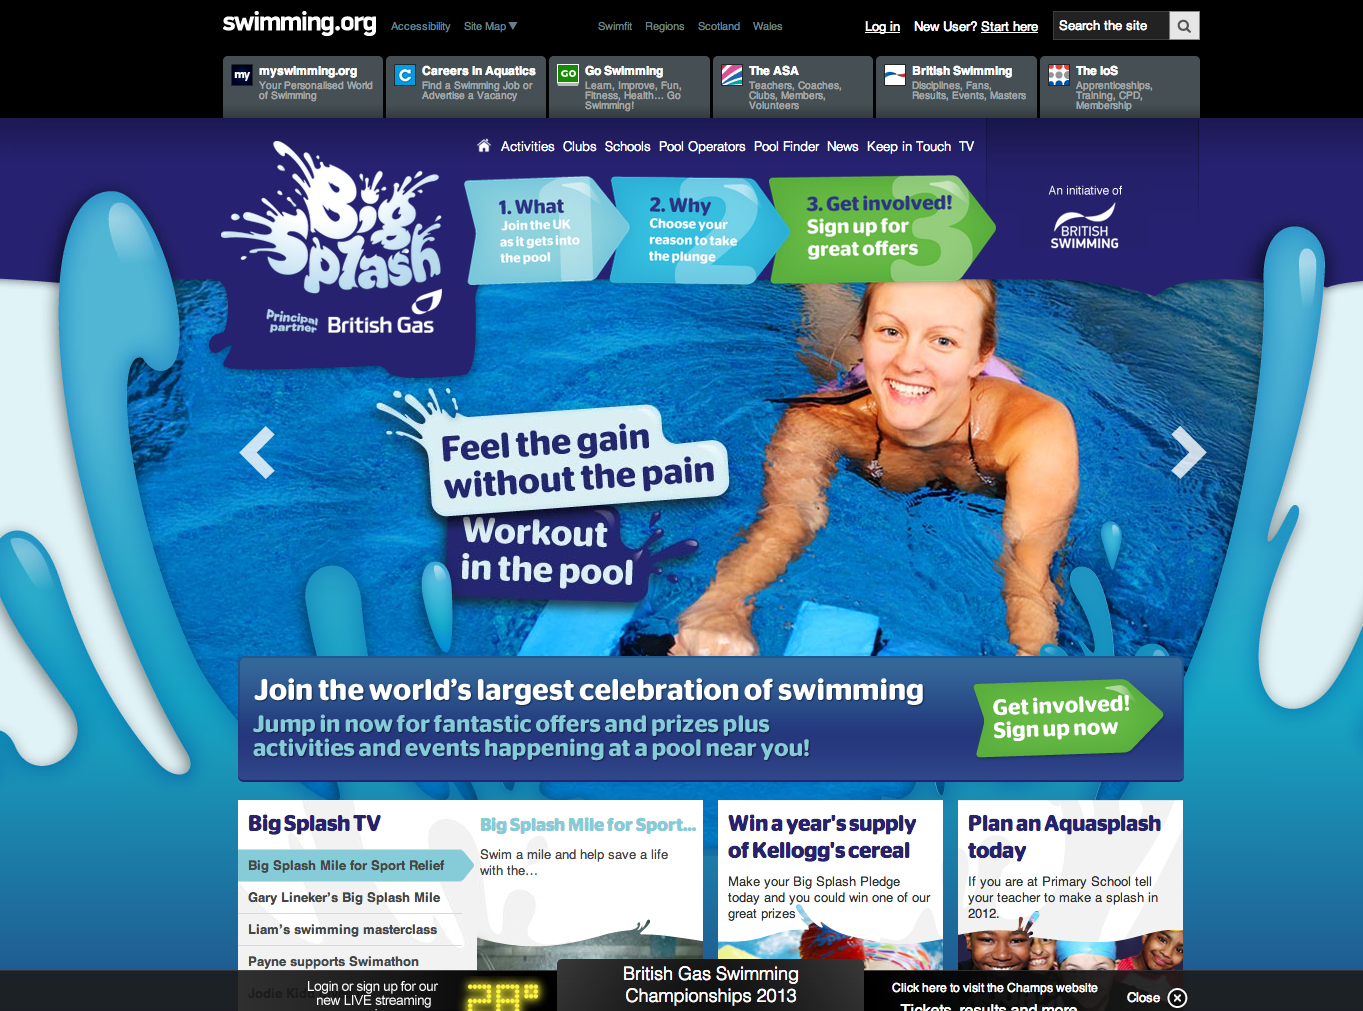 swimming.org
Accessibility
Site Map
Swimfit
Regions
Scotland
Wales
Log in
New User? Start here
Search the site
my
myswimming.org
Your Personalised World
of Swimming
C
Careers in Aquatics
Find a Swimming Job or
Advertise a Vacancy
GO
Go Swimming
Learn, Improve, Fun,
Fitness, Health... Go
Swimming!
The ASA
Teachers, Coaches,
Clubs, Members,
Volunteers
British Swimming
Disciplines, Fans,
Results, Events, Masters
The IoS
Apprenticeships,
Training, CPD,
Membership
Activities
Clubs
Schools
Pool Operators
Pool Finder
News
Keep in Touch
TV
Big
Splash
Principal
partner
British Gas
1
1. What
Join the UK
as it gets into
the pool
2
2. Why
Choose your
reason to take
the plunge
3
3. Get involved!
Sign up for
great offers
An initiative of
BRITISH
SWIMMING
Feel the gain
without the pain
Workout
in the pool
Join the world's largest celebration of swimming
Jump in now for fantastic offers and prizes plus
activities and events happening at a pool near you!
Get involved!
Sign up now
Big Splash TV
Big Splash Mile for Sport Relief
Gary Lineker's Big Splash Mile
Liam's swimming masterclass
Payne supports Swimathon
Big Splash Mile for Sport...
Swim a mile and help save a life
with the...
Win a year's supply
of Kellogg's cereal
Make your Big Splash Pledge
today and you could win one of our
great prizes
Plan an Aquasplash
today
If you are at Primary School tell
your teacher to make a splash in
2012.
Login or sign up for our
new LIVE streaming
British Gas Swimming
Championships 2013
Click here to visit the Champs website
Tickets, results and more
Close